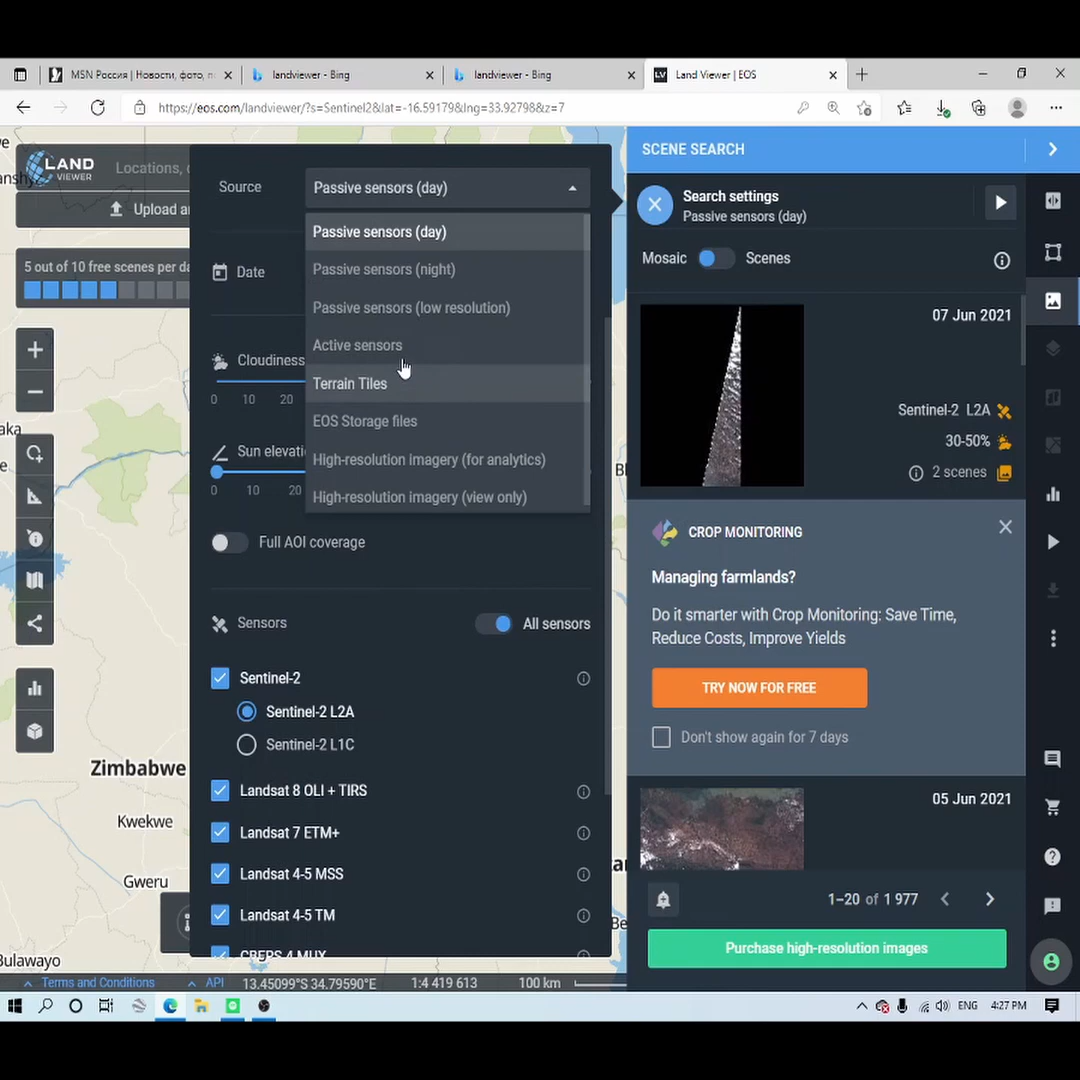 MSN Россия | Новости, фото, п
landviewer - Bing
landviewer - Bing
LV
Land Viewer | EOS
https://eos.com/landviewer/?s=Sentinel2&lat=-16.59179&lng=33.92798&z=7
LAND
VIEWER
Locations, c
Upload a
5 out of 10 free scenes per da
Source
Passive sensors (day)
Passive sensors (day)
Passive sensors (night)
Passive sensors (low resolution)
Active sensors
Terrain Tiles
EOS Storage files
High-resolution imagery (for analytics)
High-resolution imagery (view only)
Date
Cloudiness
0 10 20
Sun elevati
0 10 20
Full AOI coverage
Sensors
All sensors
Sentinel-2
Sentinel-2 L2A
Sentinel-2 L1C
Landsat 8 OLI + TIRS
Landsat 7 ETM+
Landsat 4-5 MSS
Landsat 4-5 TM
CBERS 4 MUX
SCENE SEARCH
Search settings
Passive sensors (day)
Mosaic
Scenes
07 Jun 2021
Sentinel-2 L2A
30-50%
2 scenes
CROP MONITORING
Managing farmlands?
Do it smarter with Crop Monitoring: Save Time,
Reduce Costs, Improve Yields
TRY NOW FOR FREE
Don't show again for 7 days
05 Jun 2021
1–20 of 1 977
Purchase high-resolution images
Zimbabwe
Kwekwe
Gweru
Bulawayo
Terms and Conditions
API
13.45099°S 34.79590°E
1:4 419 613
100 km
ENG
4:27 PM